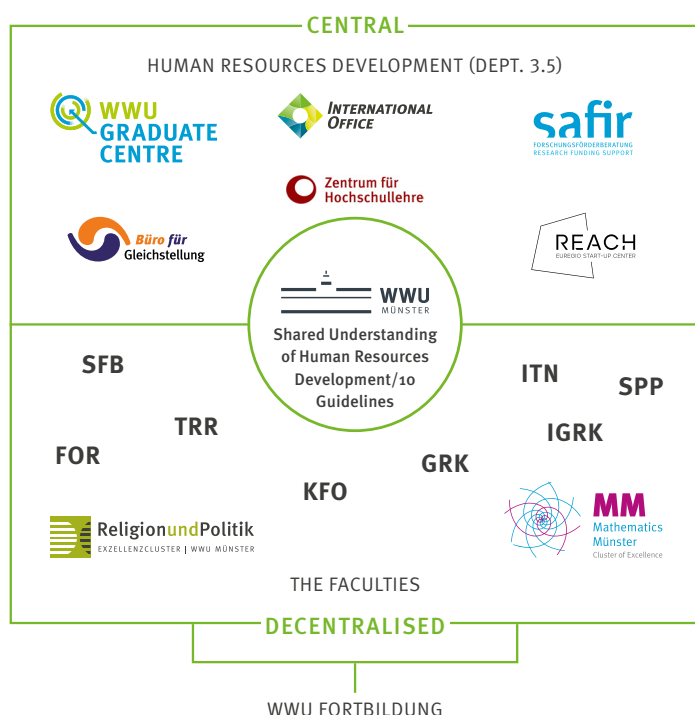 CENTRAL
HUMAN RESOURCES DEVELOPMENT (DEPT. 3.5)
WWU
GRADUATE
CENTRE
INTERNATIONAL
OFFICE
safir
FORSCHUNGSFÖRDERBERATUNG
RESEARCH FUNDING SUPPORT
Zentrum für
Hochschullehre
Büro für
Gleichstellung
REACH
EUREGIO START-UP CENTER
WWU
MÜNSTER
Shared Understanding
of Human Resources
Development/10
Guidelines
SFB
ITN
SPP
TRR
IGRK
FOR
GRK
KFO
ReligionundPolitik
EXZELLENZCLUSTER | WWU MÜNSTER
MM
Mathematics
Münster
Cluster of Excellence
THE FACULTIES
DECENTRALISED
WWU FORTBILDUNG